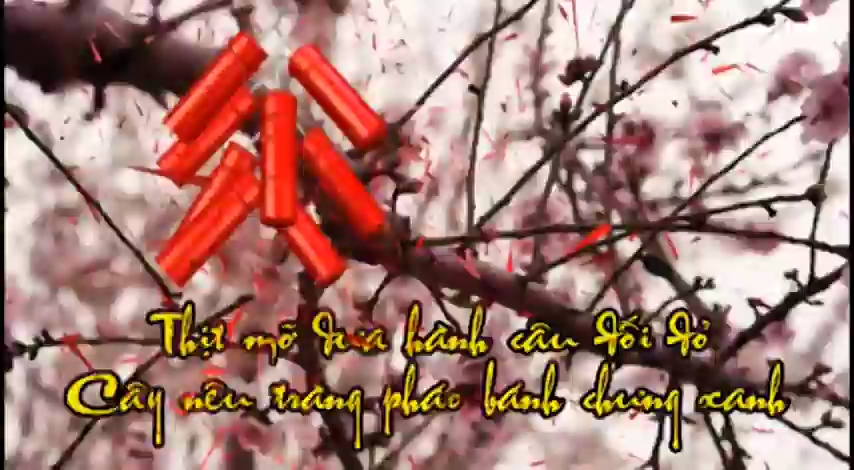 Thịt mỡ dưa hành câu đối đỏ
Cây nêu tràng pháo bánh chưng xanh